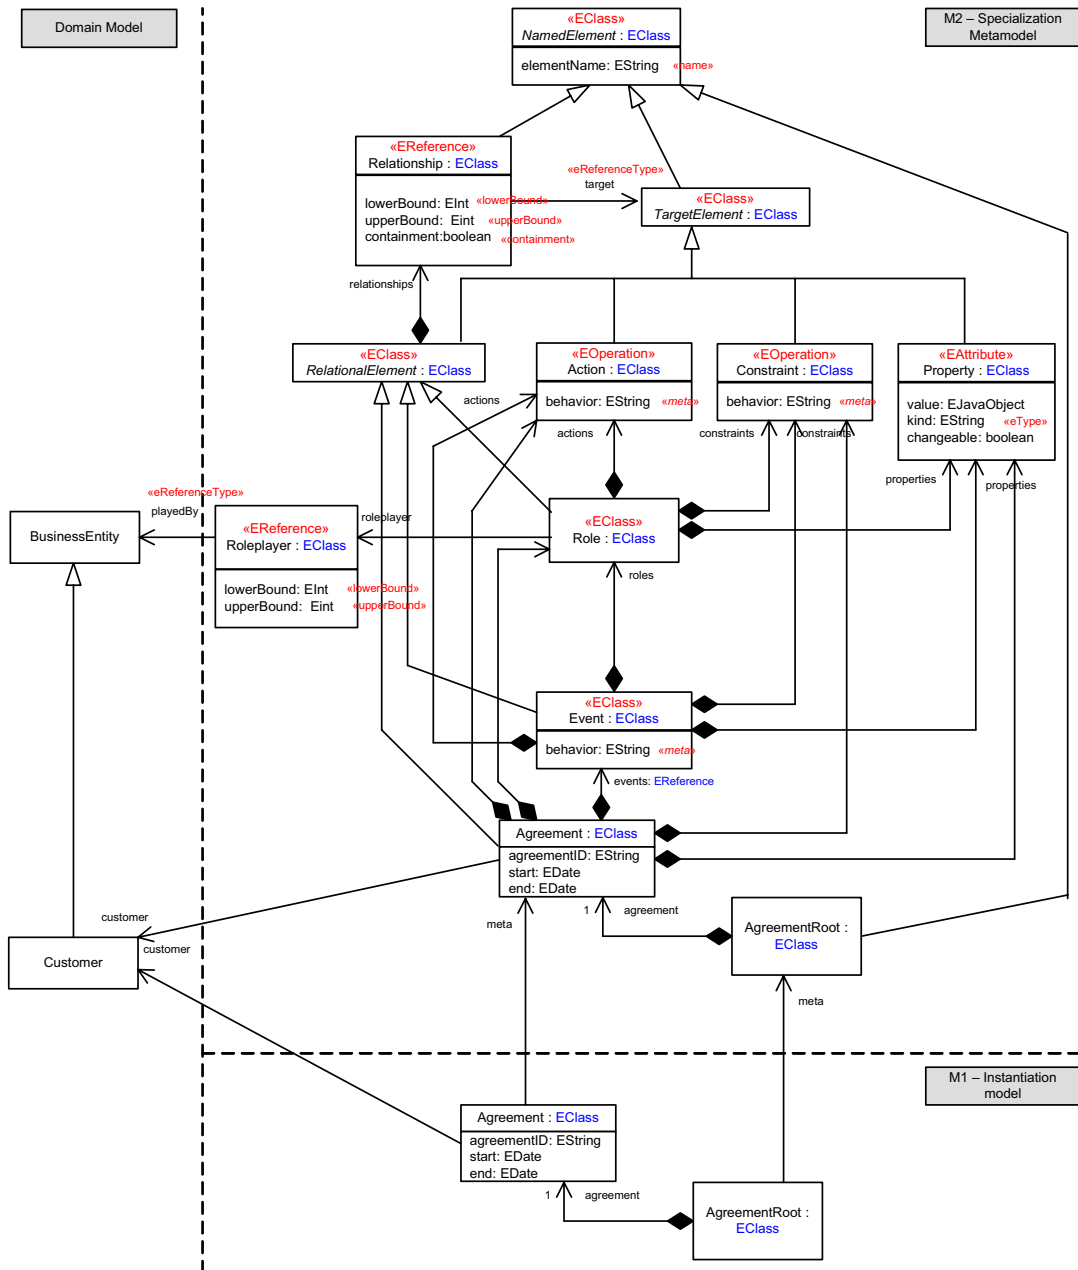 Domain Model
«EClass»
NamedElement : EClass
elementName: EString «name»
M2 – Specialization
Metamodel
«EReference»
Relationship : EClass
lowerBound: EInt «lowerBound»
upperBound: Eint «upperBound»
containment:boolean «containment»
«eReferenceType»
target
«EClass»
TargetElement : EClass
relationships
«EClass»
RelationalElement : EClass
«EOperation»
Action : EClass
behavior: EString «meta»
«EOperation»
Constraint : EClass
behavior: EString «meta»
«EAttribute»
Property : EClass
value: EJavaObject
kind: EString «eType»
changeable: boolean
actions
actions
constraints
constraints
properties
properties
«eReferenceType»
playedBy
BusinessEntity
«EReference»
Roleplayer : EClass
lowerBound: EInt «lowerBound»
upperBound: Eint «upperBound»
roleplayer
«EClass»
Role : EClass
roles
«EClass»
Event : EClass
behavior: EString «meta»
events: EReference
Agreement : EClass
agreementID: EString
start: EDate
end: EDate
customer
customer
Customer
meta
1 agreement
AgreementRoot :
EClass
meta
M1 – Instantiation
model
Agreement : EClass
agreementID: EString
start: EDate
end: EDate
1 agreement
AgreementRoot :
EClass